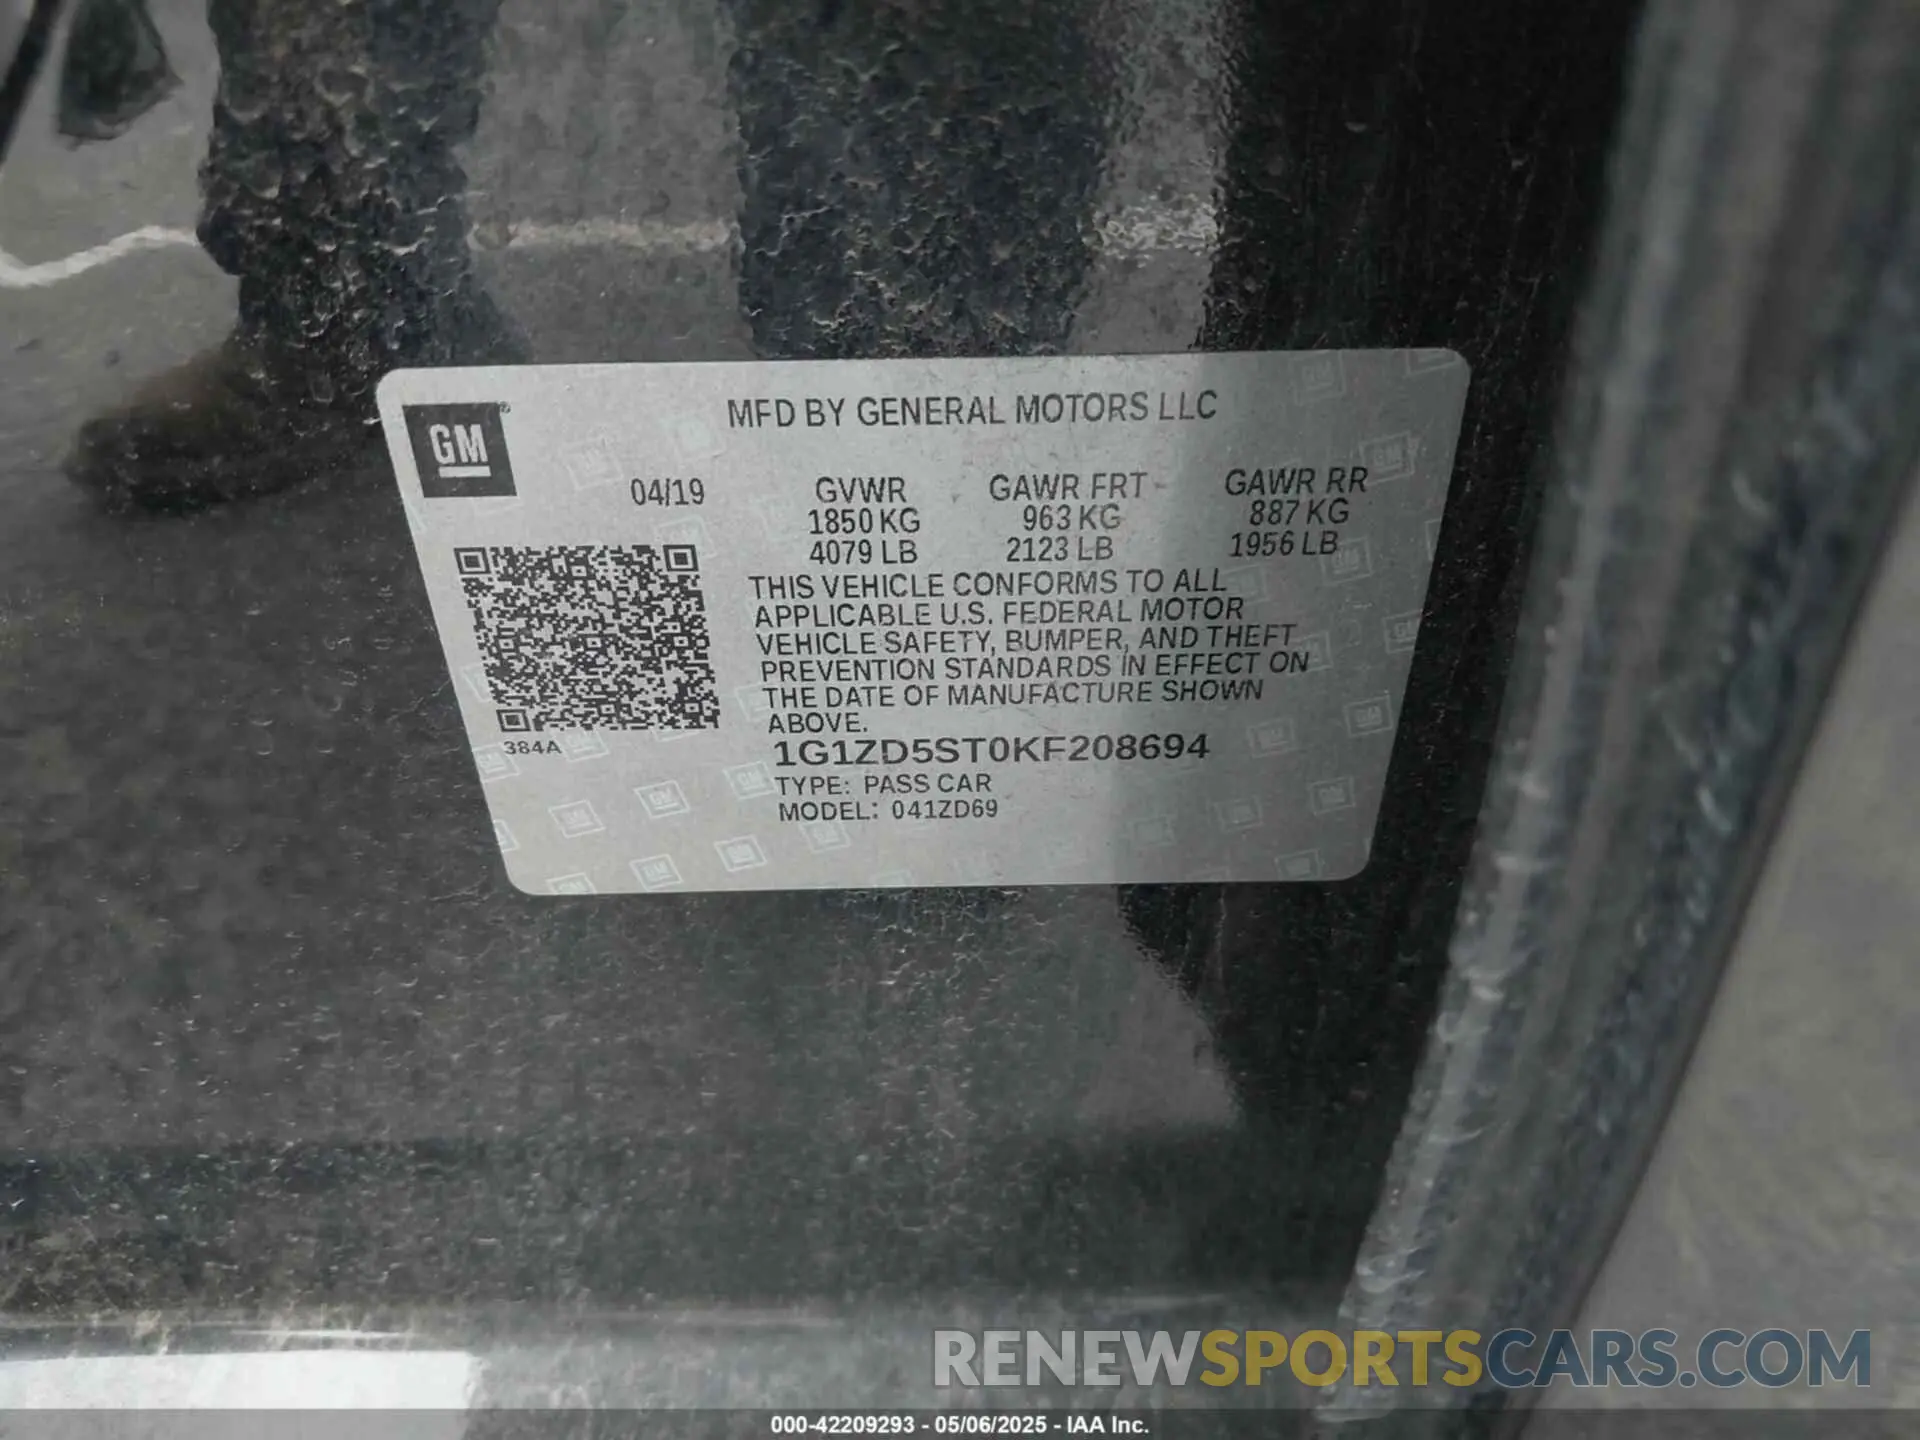 GM
MFD BY GENERAL MOTORS LLC
04/19
GVWR GAWR FRT GAWR RR
1850 KG 963 KG 887 KG
4079 LB 2123 LB 1956 LB
THIS VEHICLE CONFORMS TO ALL
APPLICABLE U.S. FEDERAL MOTOR
VEHICLE SAFETY, BUMPER, AND THEFT
PREVENTION STANDARDS IN EFFECT ON
THE DATE OF MANUFACTURE SHOWN
ABOVE.
384A
1G1ZD5ST0KF208694
TYPE: PASS CAR
MODEL: 041ZD69
RENEWSPORTSCARS.COM
000-42209293 - 05/06/2025 - IAA Inc.